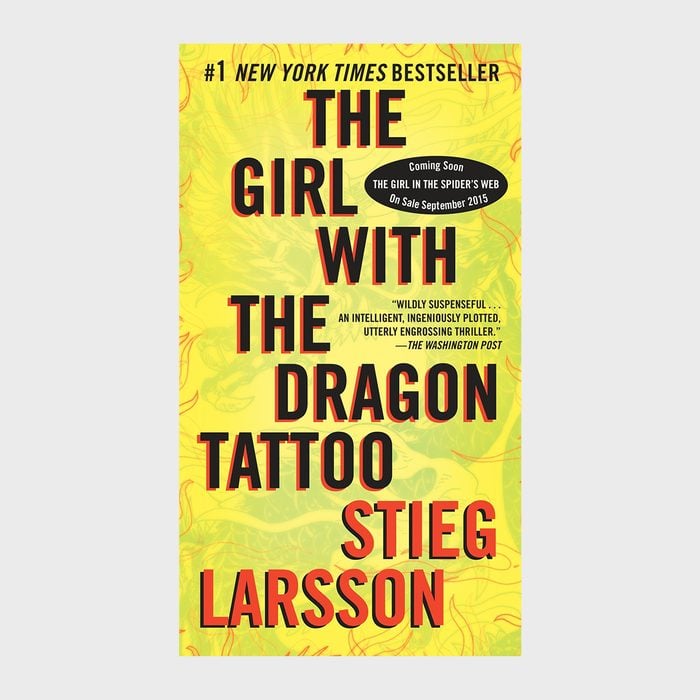 #1 NEW YORK TIMES BESTSELLER
THE
GIRL
Coming Soon
THE GIRL IN THE SPIDER'S WEB
On Sale September 2015
WITH
THE
"WILDLY SUSPENSEFUL . . .
AN INTELLIGENT, INGENIOUSLY PLOTTED,
UTTERLY ENGROSSING THRILLER."
—THE WASHINGTON POST
DRAGON
TATTOO
STIEG
LARSSON